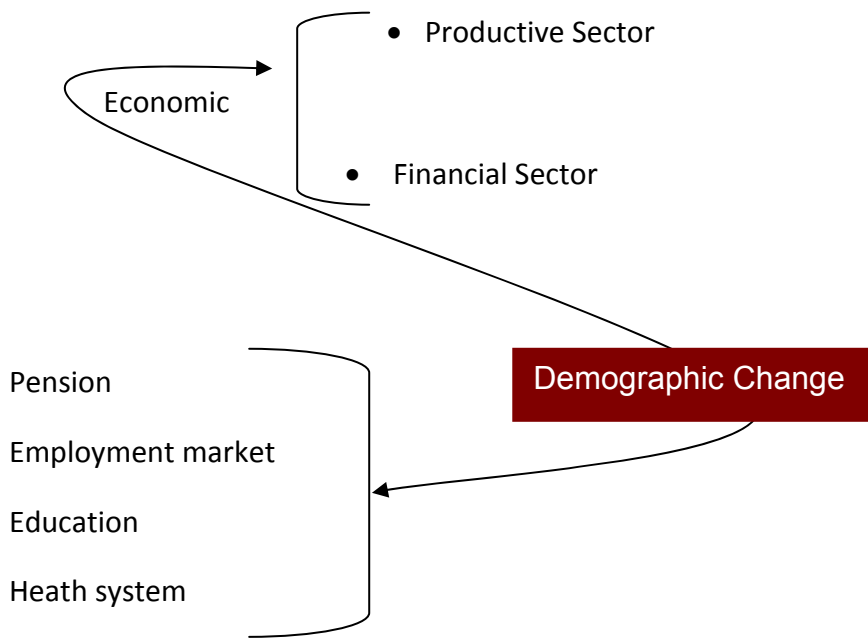 • Productive Sector
Economic
• Financial Sector
Demographic Change
Pension
Employment market
Education
Heath system